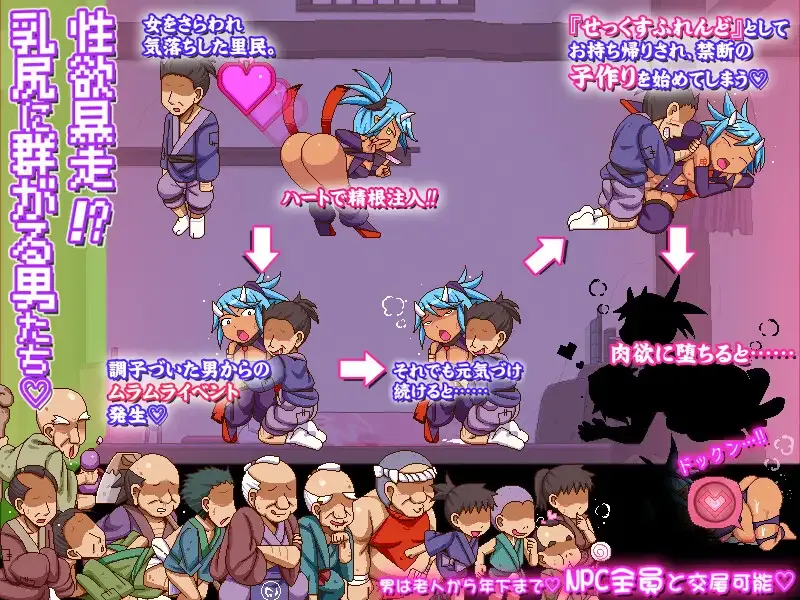 性欲暴走!?
乳尻に群がる男たち♡
女をさらわれ
気落ちした里民。
ハートで精根注入!!
調子づいた男からの
ムラムライベント
発生♡
それでも元気づけ
続けると……
『せっくすふれんど』として
お持ち帰りされ、禁断の
子作りを始めてしまう♡
肉欲に堕ちると……
ドックン…!!
男は老人から年下まで♡ NPC全員と交尾可能♡